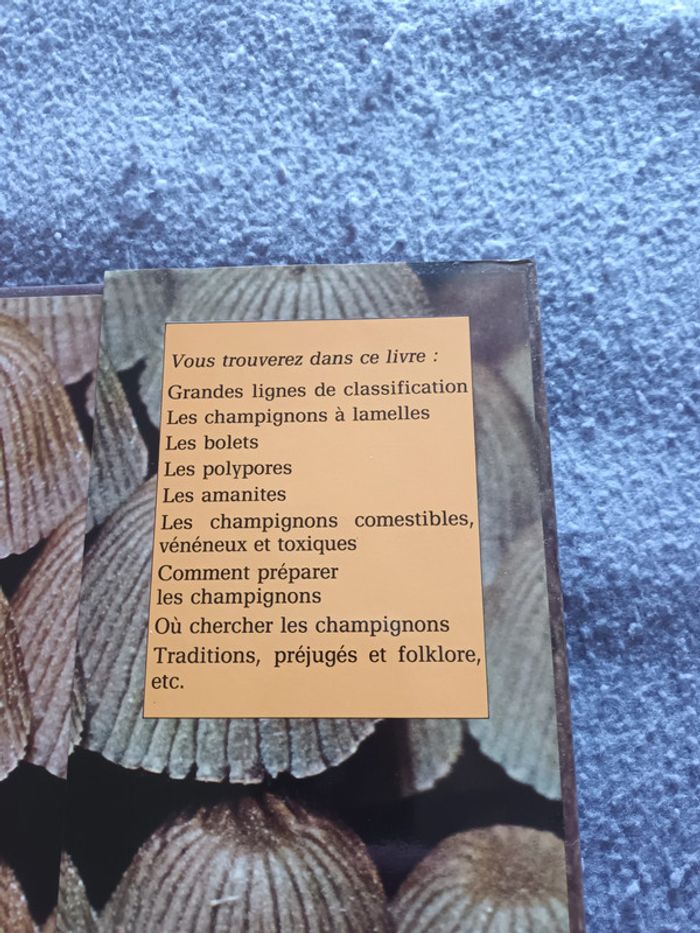 Vous trouverez dans ce livre :
Grandes lignes de classification
Les champignons à lamelles
Les bolets
Les polypores
Les amanites
Les champignons comestibles,
vénéneux et toxiques
Comment préparer
les champignons
Où chercher les champignons
Traditions, préjugés et folklore,
etc.